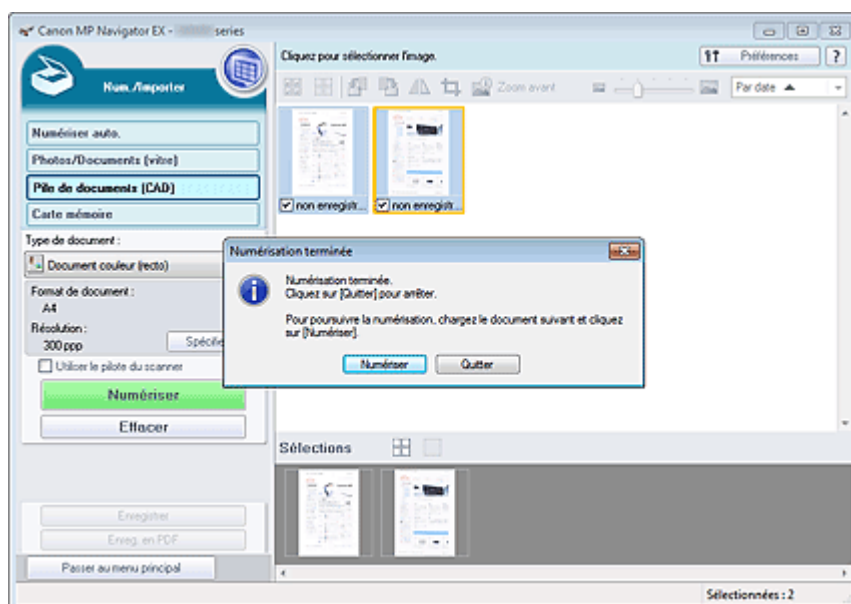 Canon MP Navigator EX - series
Cliquez pour sélectionner l'image.
Préférences
?
Num./Importer
Zoom avant
Par date
Numériser auto.
Photos/Documents (vitre)
Pile de documents (CAD)
Carte mémoire
non enregistr...
non enregistr...
Type de document :
Document couleur (recto)
Format de document :
A4
Résolution :
300 ppp
Spécifie
Utiliser le pilote du scanner
Numériser
Effacer
Numérisation terminée
Numérisation terminée.
Cliquez sur [Quitter] pour arrêter.
Pour poursuivre la numérisation, chargez le document suivant et cliquez
sur [Numériser].
Numériser
Quitter
Sélections
Enregistrer
Enreg. en PDF
Passer au menu principal
Sélectionnées : 2